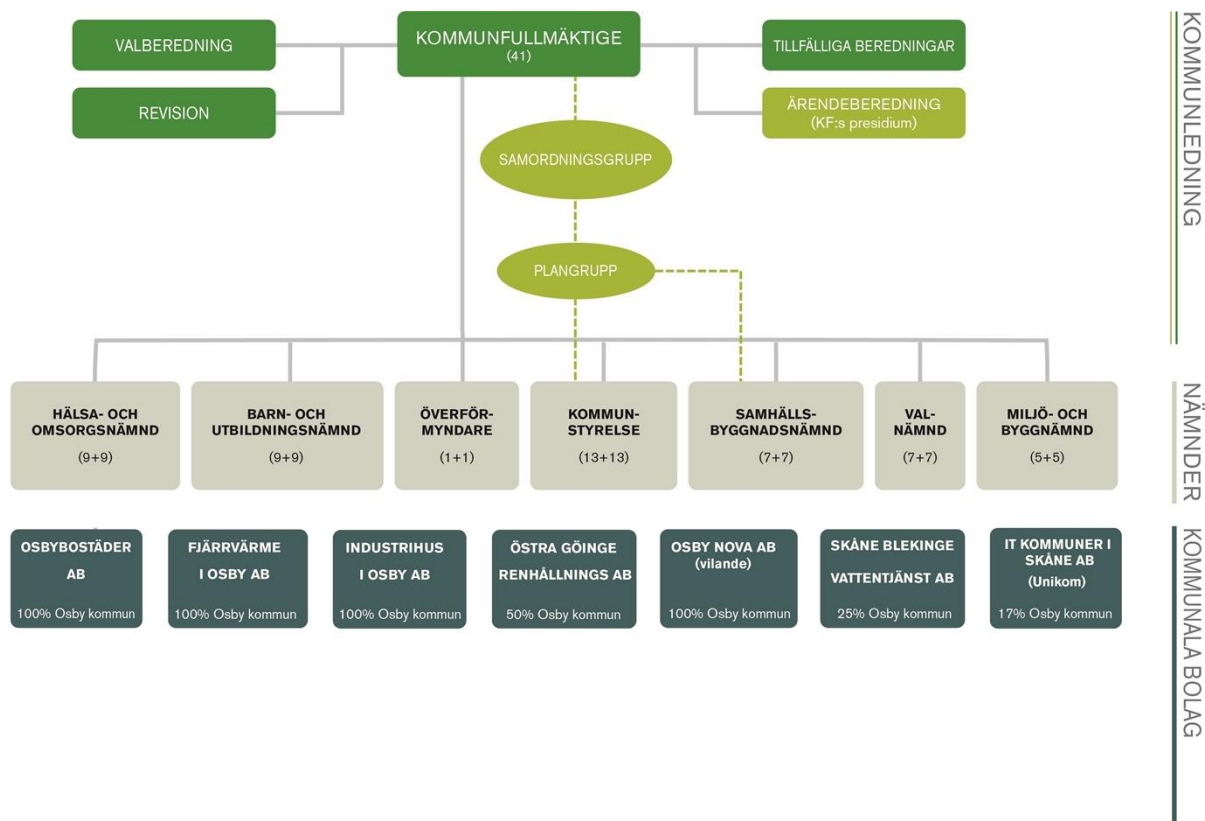 VALBEREDNING
KOMMUNFULLMÄKTIGE
(41)
TILLFÄLLIGA BEREDNINGAR
REVISION
ÄRENDEBEREDNING
(KF:s presidium)
SAMORDNINGSGRUPP
PLANGRUPP
KOMMUNLEDNING
HÄLSA- OCH
OMSORGSNÄMND
(9+9)
BARN- OCH
UTBILDNINGSNÄMND
(9+9)
ÖVERFÖR-
MYNDARE
(1+1)
KOMMUN-
STYRELSE
(13+13)
SAMHÄLLS-
BYGGNADSNÄMND
(7+7)
VAL-
NÄMND
(7+7)
MILJÖ- OCH
BYGGNÄMND
(5+5)
NÄMNDER
OSBYBOSTÄDER
AB
100% Osby kommun
FJÄRRVÄRME
I OSBY AB
100% Osby kommun
INDUSTRIHUS
I OSBY AB
100% Osby kommun
ÖSTRA GÖINGE
RENHÅLLNINGS AB
50% Osby kommun
OSBY NOVA AB
(vilande)
100% Osby kommun
SKÅNE BLEKINGE
VATTENTJÄNST AB
25% Osby kommun
IT KOMMUNER I
SKÅNE AB
(Unikom)
17% Osby kommun
KOMMUNALA BOLAG